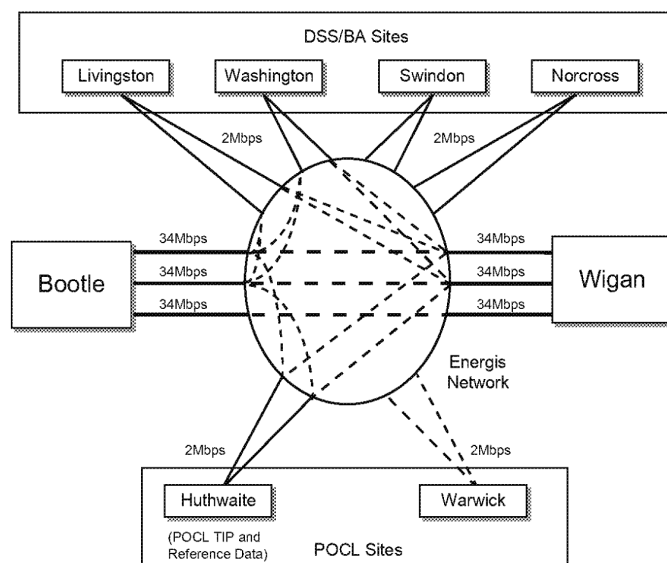 DSS/BA Sites
Livingston
Washington
Swindon
Norcross
2Mbps
2Mbps
34Mbps
34Mbps
34Mbps
34Mbps
34Mbps
34Mbps
Bootle
Wigan
Energis
Network
2Mbps
2Mbps
Huthwaite
Warwick
(POCL TIP and
Reference Data)
POCL Sites